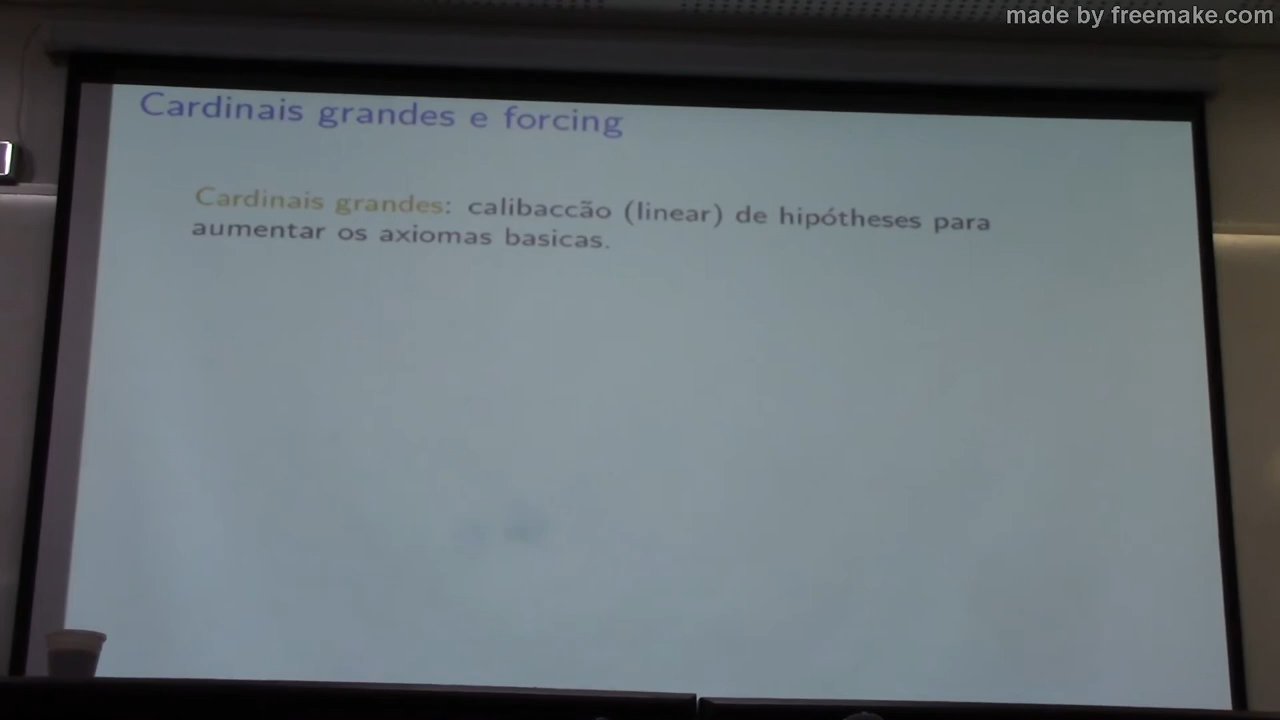 made by freemake.com
Cardinais grandes e forcing
Cardinais grandes: calibaccão (linear) de hipótheses para
aumentar os axiomas basicas.